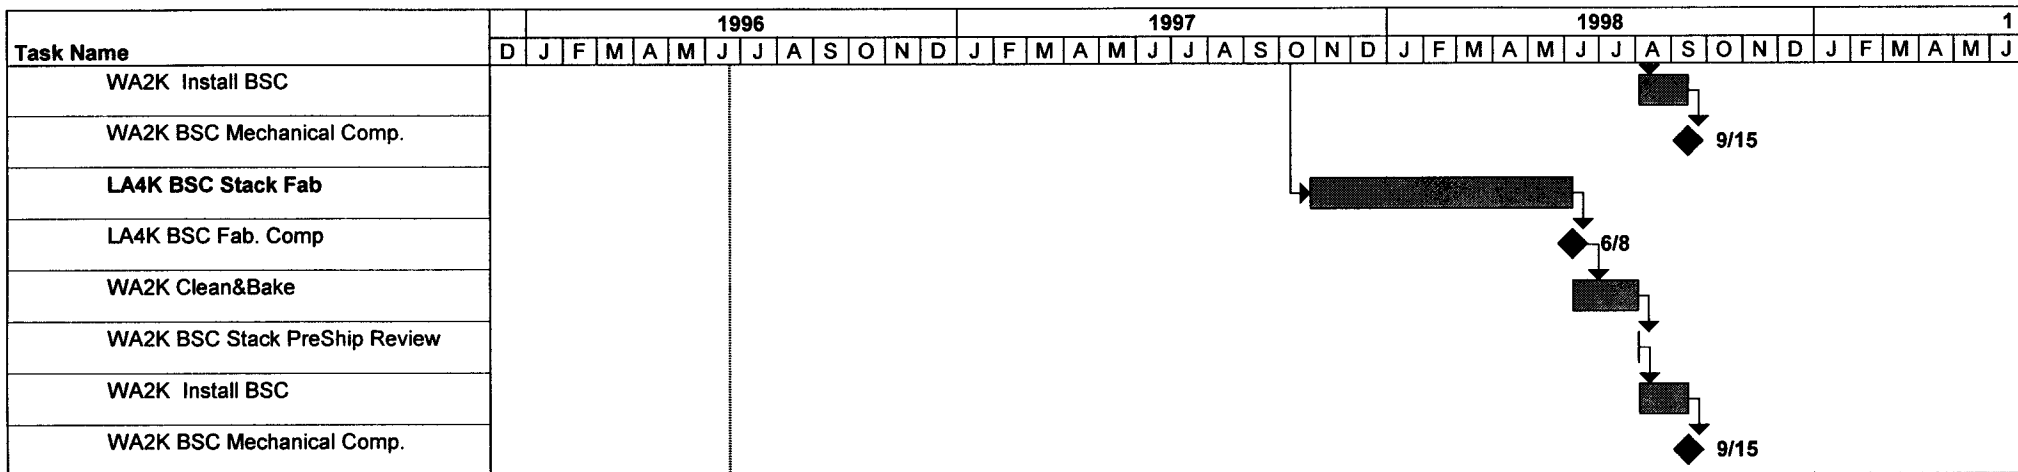 1996 1997 1998 1
Task Name D J F M A M J J A S O N D J F M A M J J A S O N D J F M A M J J A S O N D J F M A M J
WA2K Install BSC
WA2K BSC Mechanical Comp. 9/15
LA4K BSC Stack Fab
LA4K BSC Fab. Comp 6/8
WA2K Clean&Bake
WA2K BSC Stack PreShip Review
WA2K Install BSC
WA2K BSC Mechanical Comp. 9/15